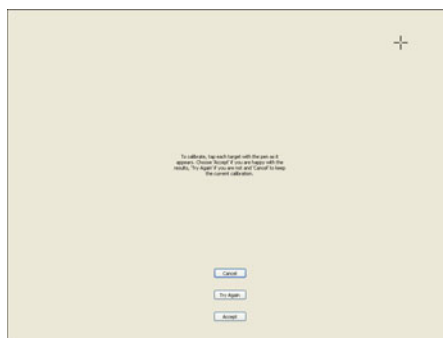 To calibrate, tap each target with the pen as it
appears. Choose 'Accept' if you are happy with the
results, 'Try Again' if you are not and 'Cancel' to keep
the current calibration.
Cancel
Try Again
Accept